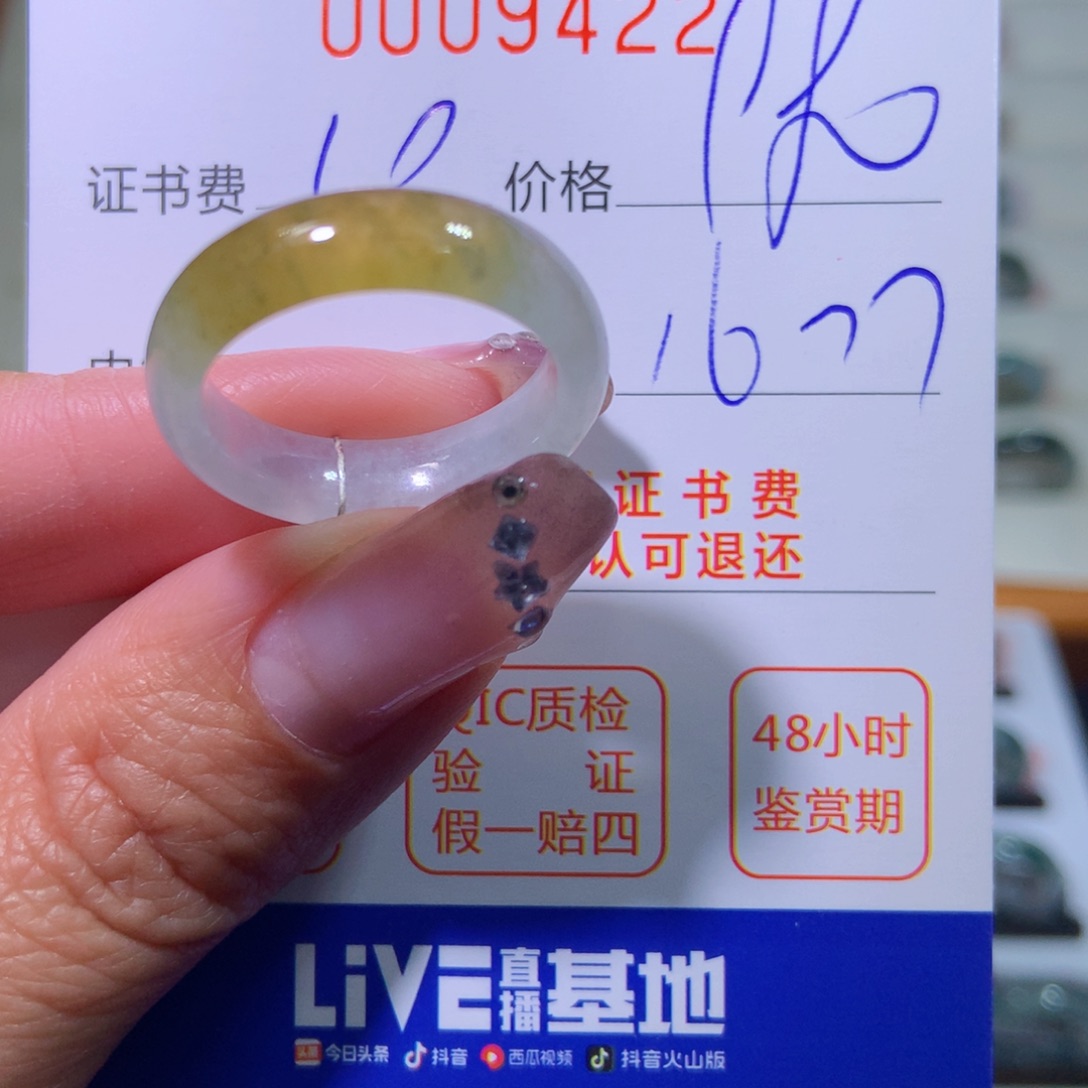 0009422
证书费 10 价格
1677
证书费
认可退还
QIC质检
验证
假一赔四
48小时
鉴赏期
LiVE直播基地
今日头条 抖音 西瓜视频 抖音火山版